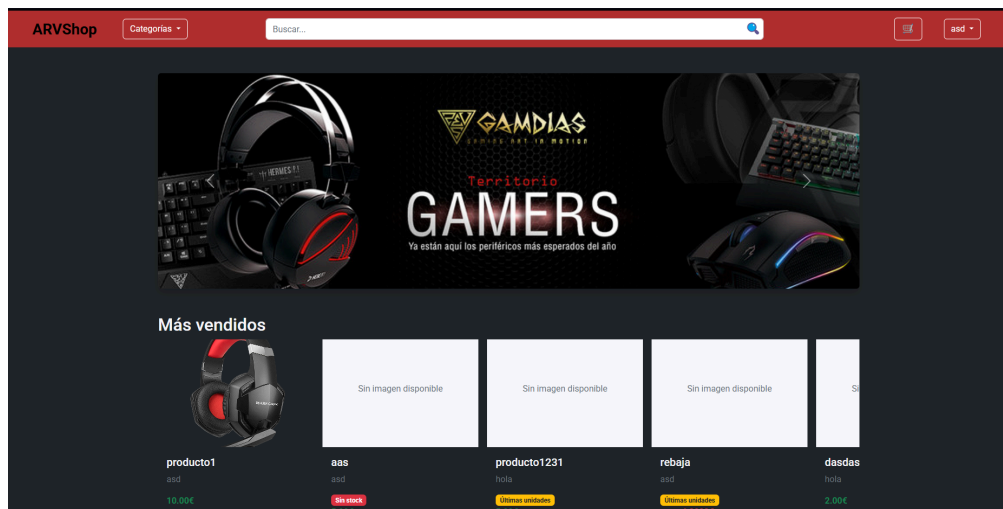 ARVShop
Categorías
Buscar...
asd
GAMDIAS
GAMING ART IN MOTION
HERMES
Territorio
GAMERS
Ya están aquí los periféricos más esperados del año
Más vendidos
Sin imagen disponible
Sin imagen disponible
Sin imagen disponible
Si
producto1
aas
producto1231
rebaja
dasdas
asd
asd
hola
asd
hola
10.00€
Sin stock
Últimas unidades
Últimas unidades
2.00€